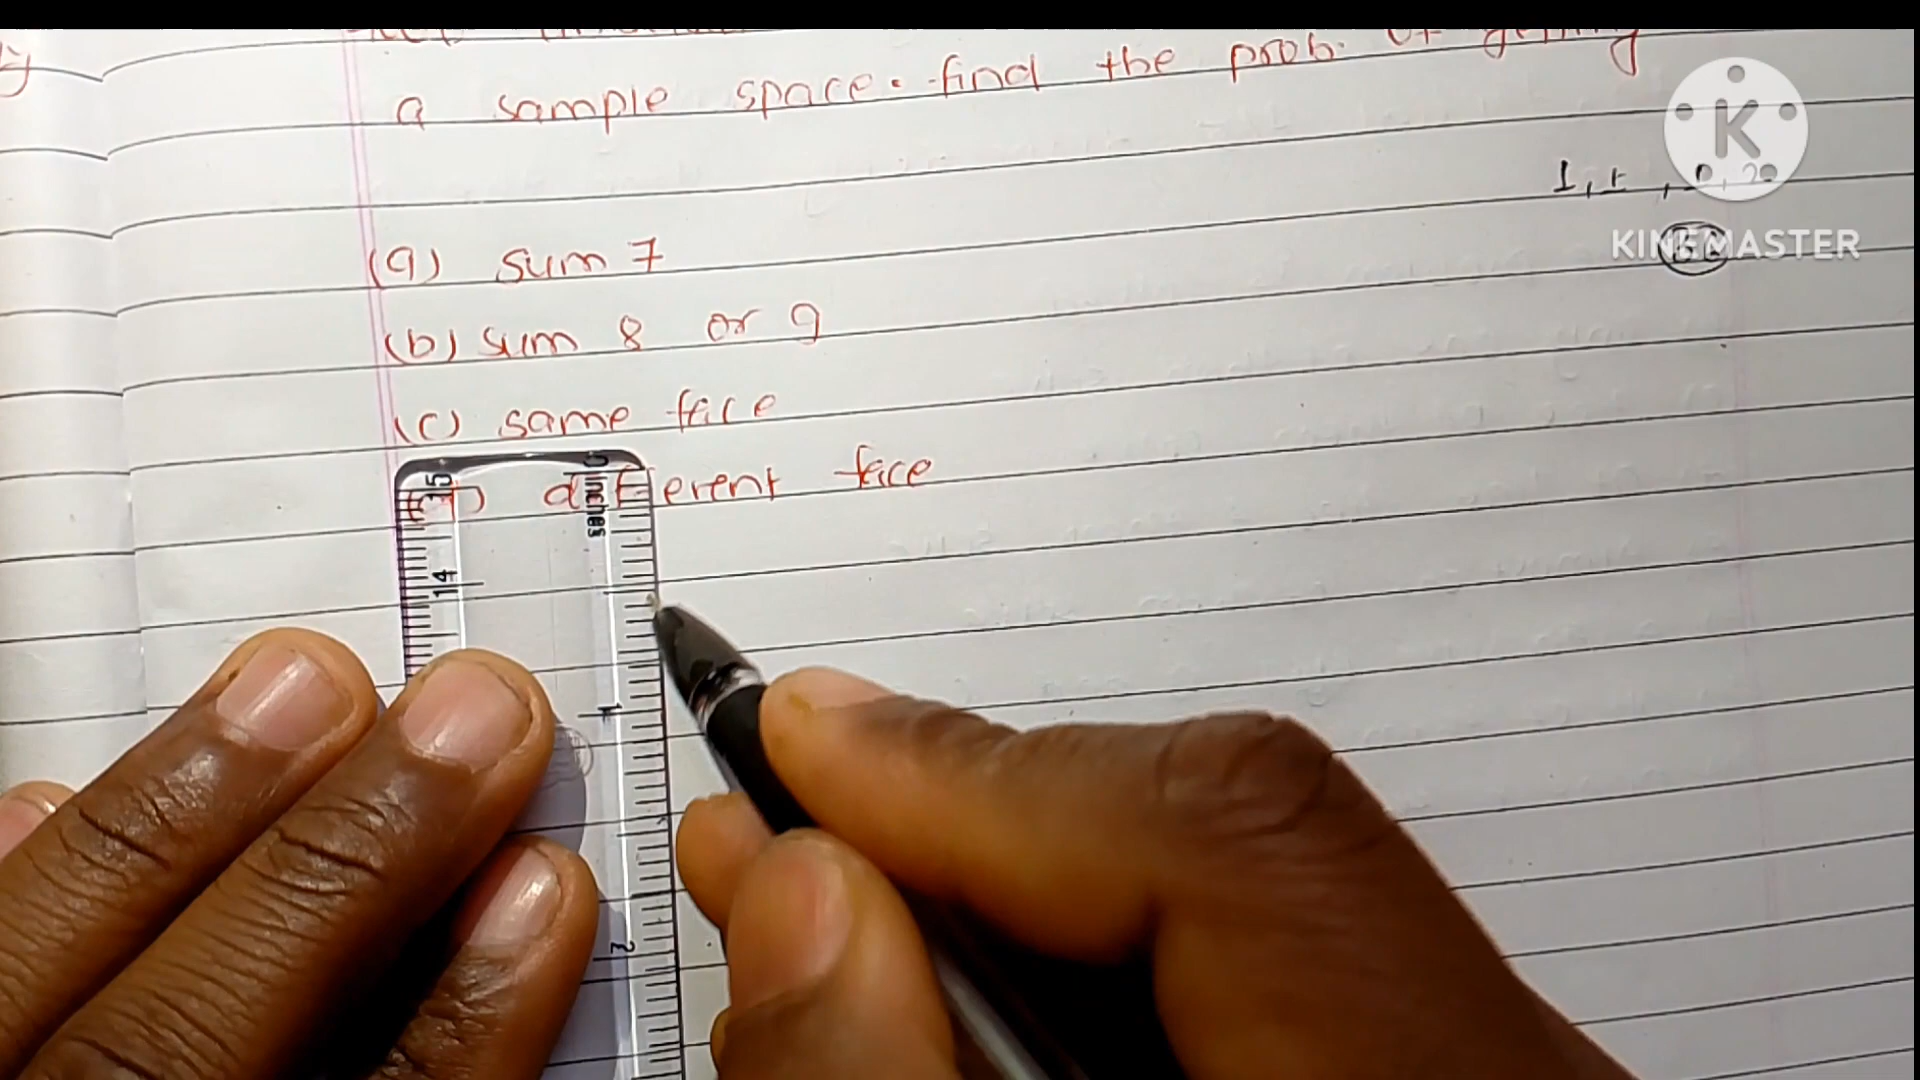 a sample space. find the prob. of getting
(a) sum 7
(b) sum 8 or 9
(c) same face
different face
KINEMASTER
K
15
14
inches
1
2